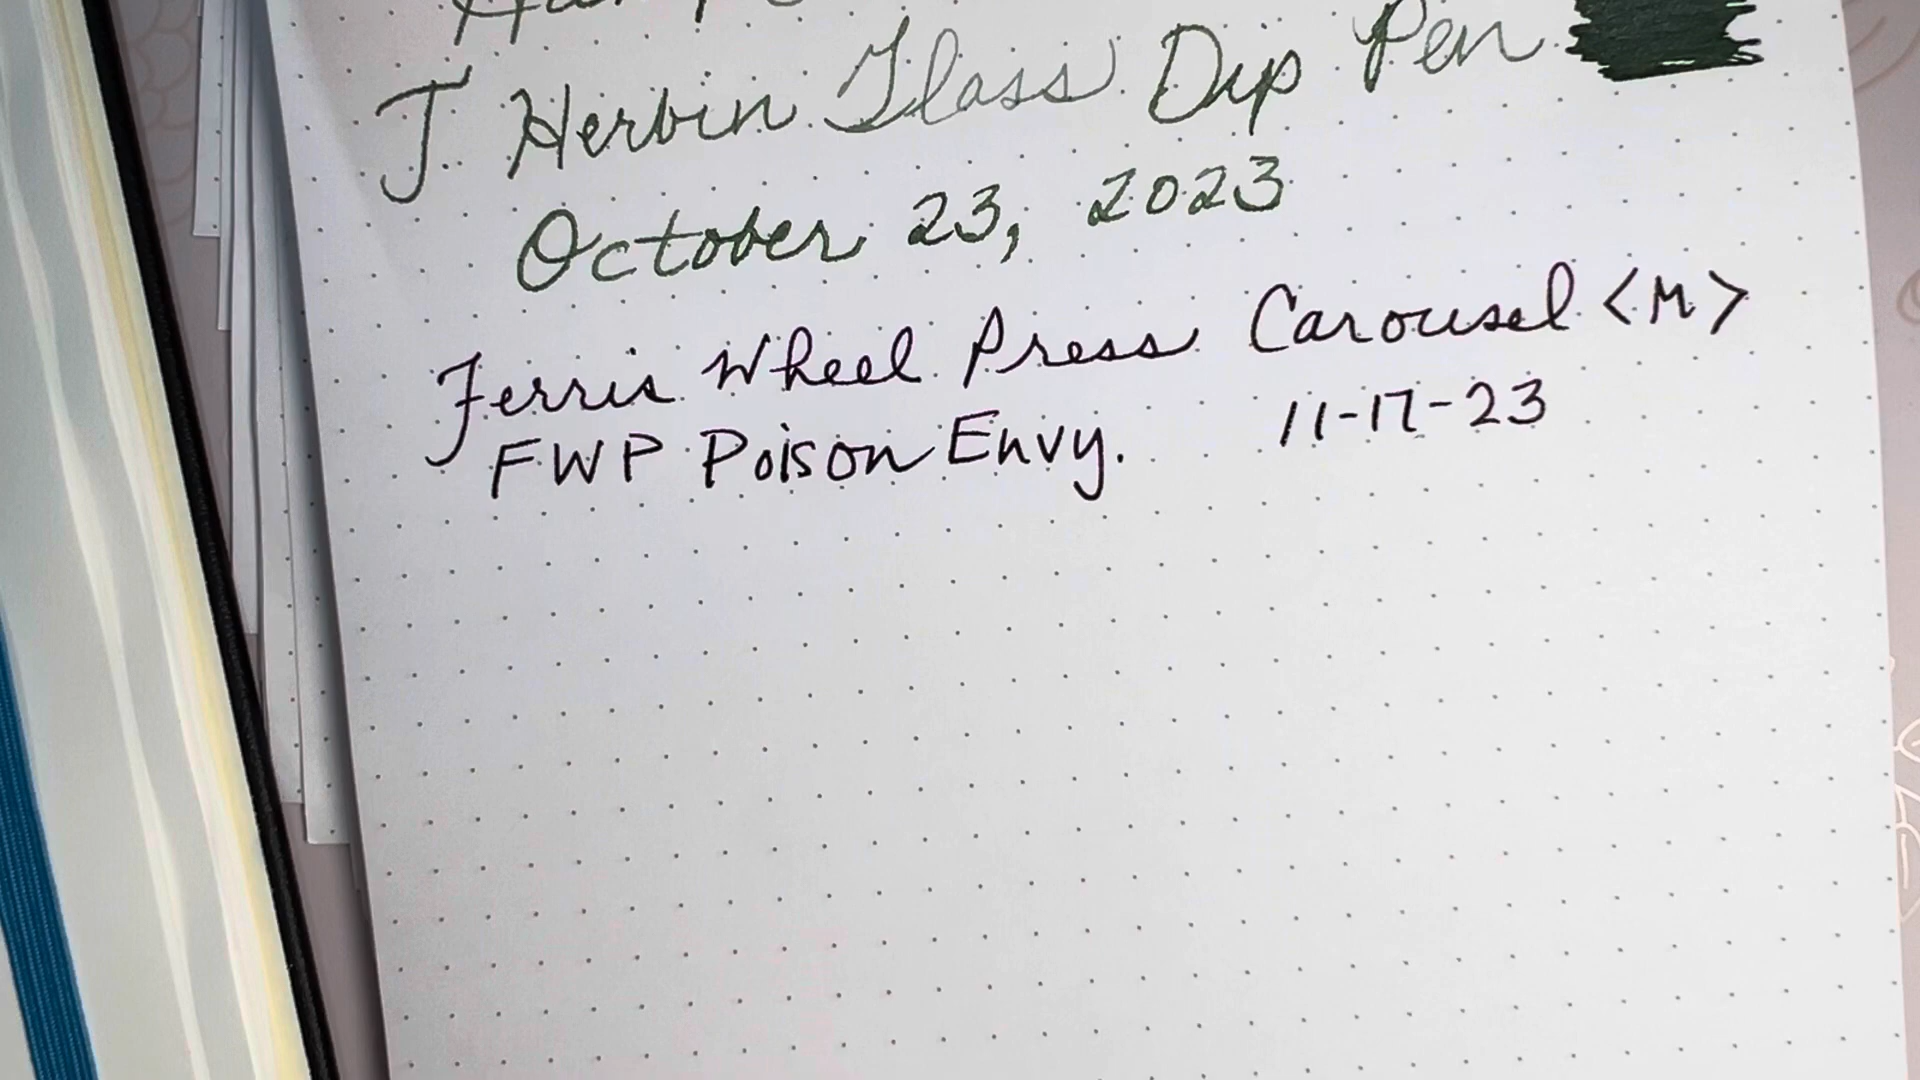 J. Herbin Glass Dip Pen
October 23, 2023
Ferris Wheel Press Carousel <M>
FWP Poison Envy. 11-17-23